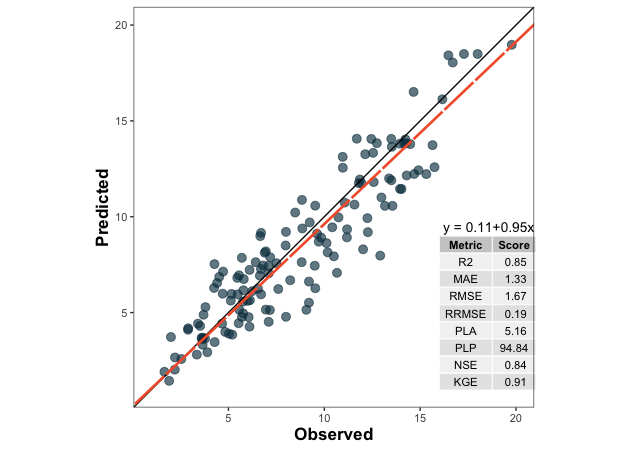 20
15
10
5
Predicted
y = 0.11+0.95x
Metric Score
R2 0.85
MAE 1.33
RMSE 1.67
RRMSE 0.19
PLA 5.16
PLP 94.84
NSE 0.84
KGE 0.91
5 10 15 20
Observed